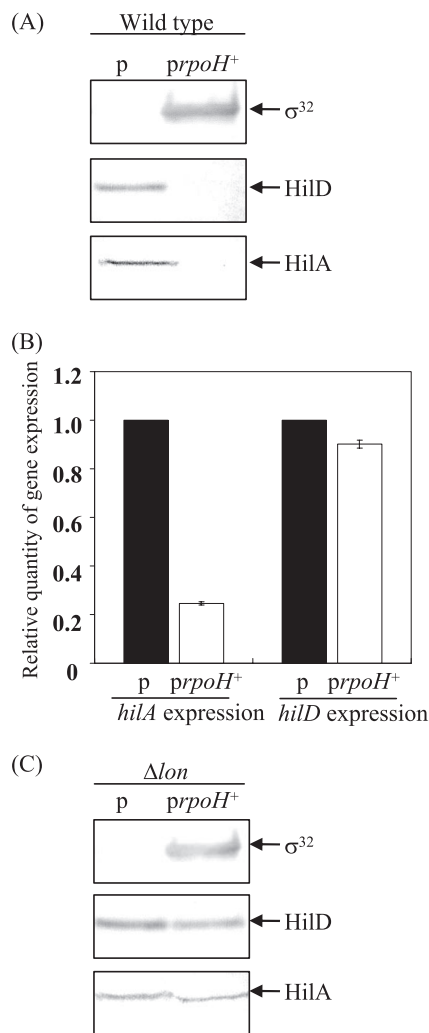 (A)
Wild type
p prpoH⁺
σ³²
HilD
HilA
(B)
Relative quantity of gene expression
1.2
1.0
0.8
0.6
0.4
0.2
0
p prpoH⁺ p prpoH⁺
hilA expression hilD expression
(C)
Δlon
p prpoH⁺
σ³²
HilD
HilA